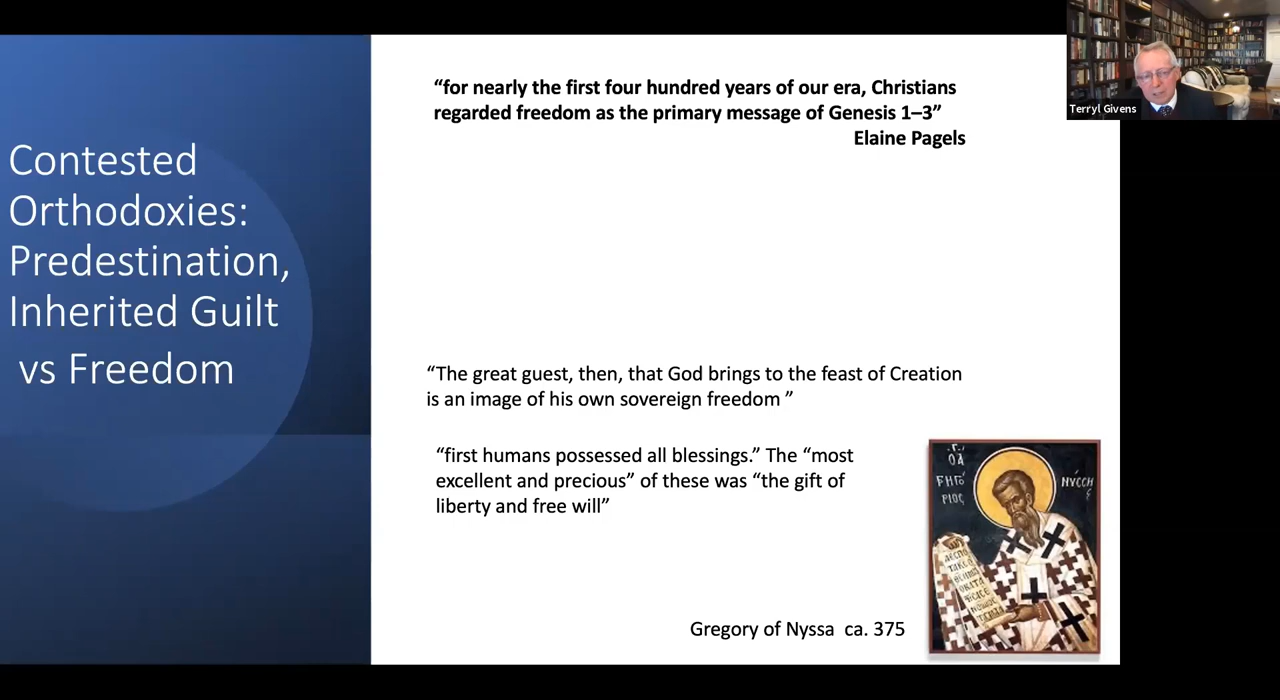 Contested
Orthodoxies:
Predestination,
Inherited Guilt
vs Freedom
“for nearly the first four hundred years of our era, Christians
regarded freedom as the primary message of Genesis 1–3”
Elaine Pagels
“The great guest, then, that God brings to the feast of Creation
is an image of his own sovereign freedom ”
“first humans possessed all blessings.” The “most
excellent and precious” of these was “the gift of
liberty and free will”
Gregory of Nyssa ca. 375
Terryl Givens